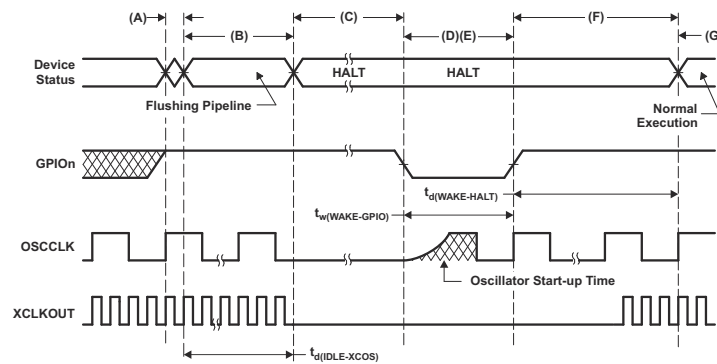 (A)
(B)
(C)
(D)(E)
(F)
(G
Device
Status
HALT
HALT
Flushing Pipeline
Normal
Execution
GPIOn
td(WAKE-HALT)
tw(WAKE-GPIO)
OSCCLK
Oscillator Start-up Time
XCLKOUT
td(IDLE-XCOS)